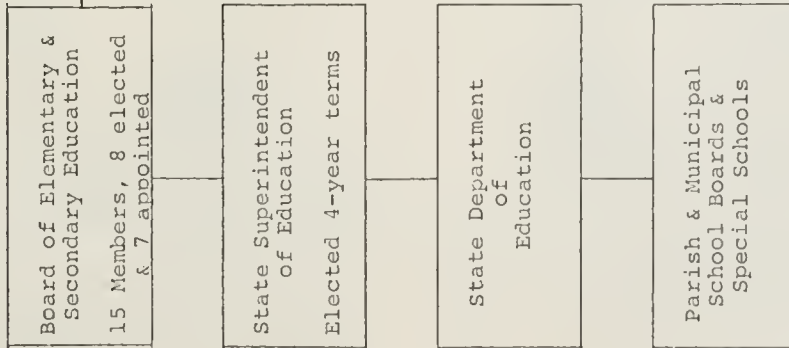 Board of Elementary &
Secondary Education
15 Members, 8 elected
& 7 appointed
State Superintendent
of Education
Elected 4-year terms
State Department
of
Education
Parish & Municipal
School Boards &
Special Schools